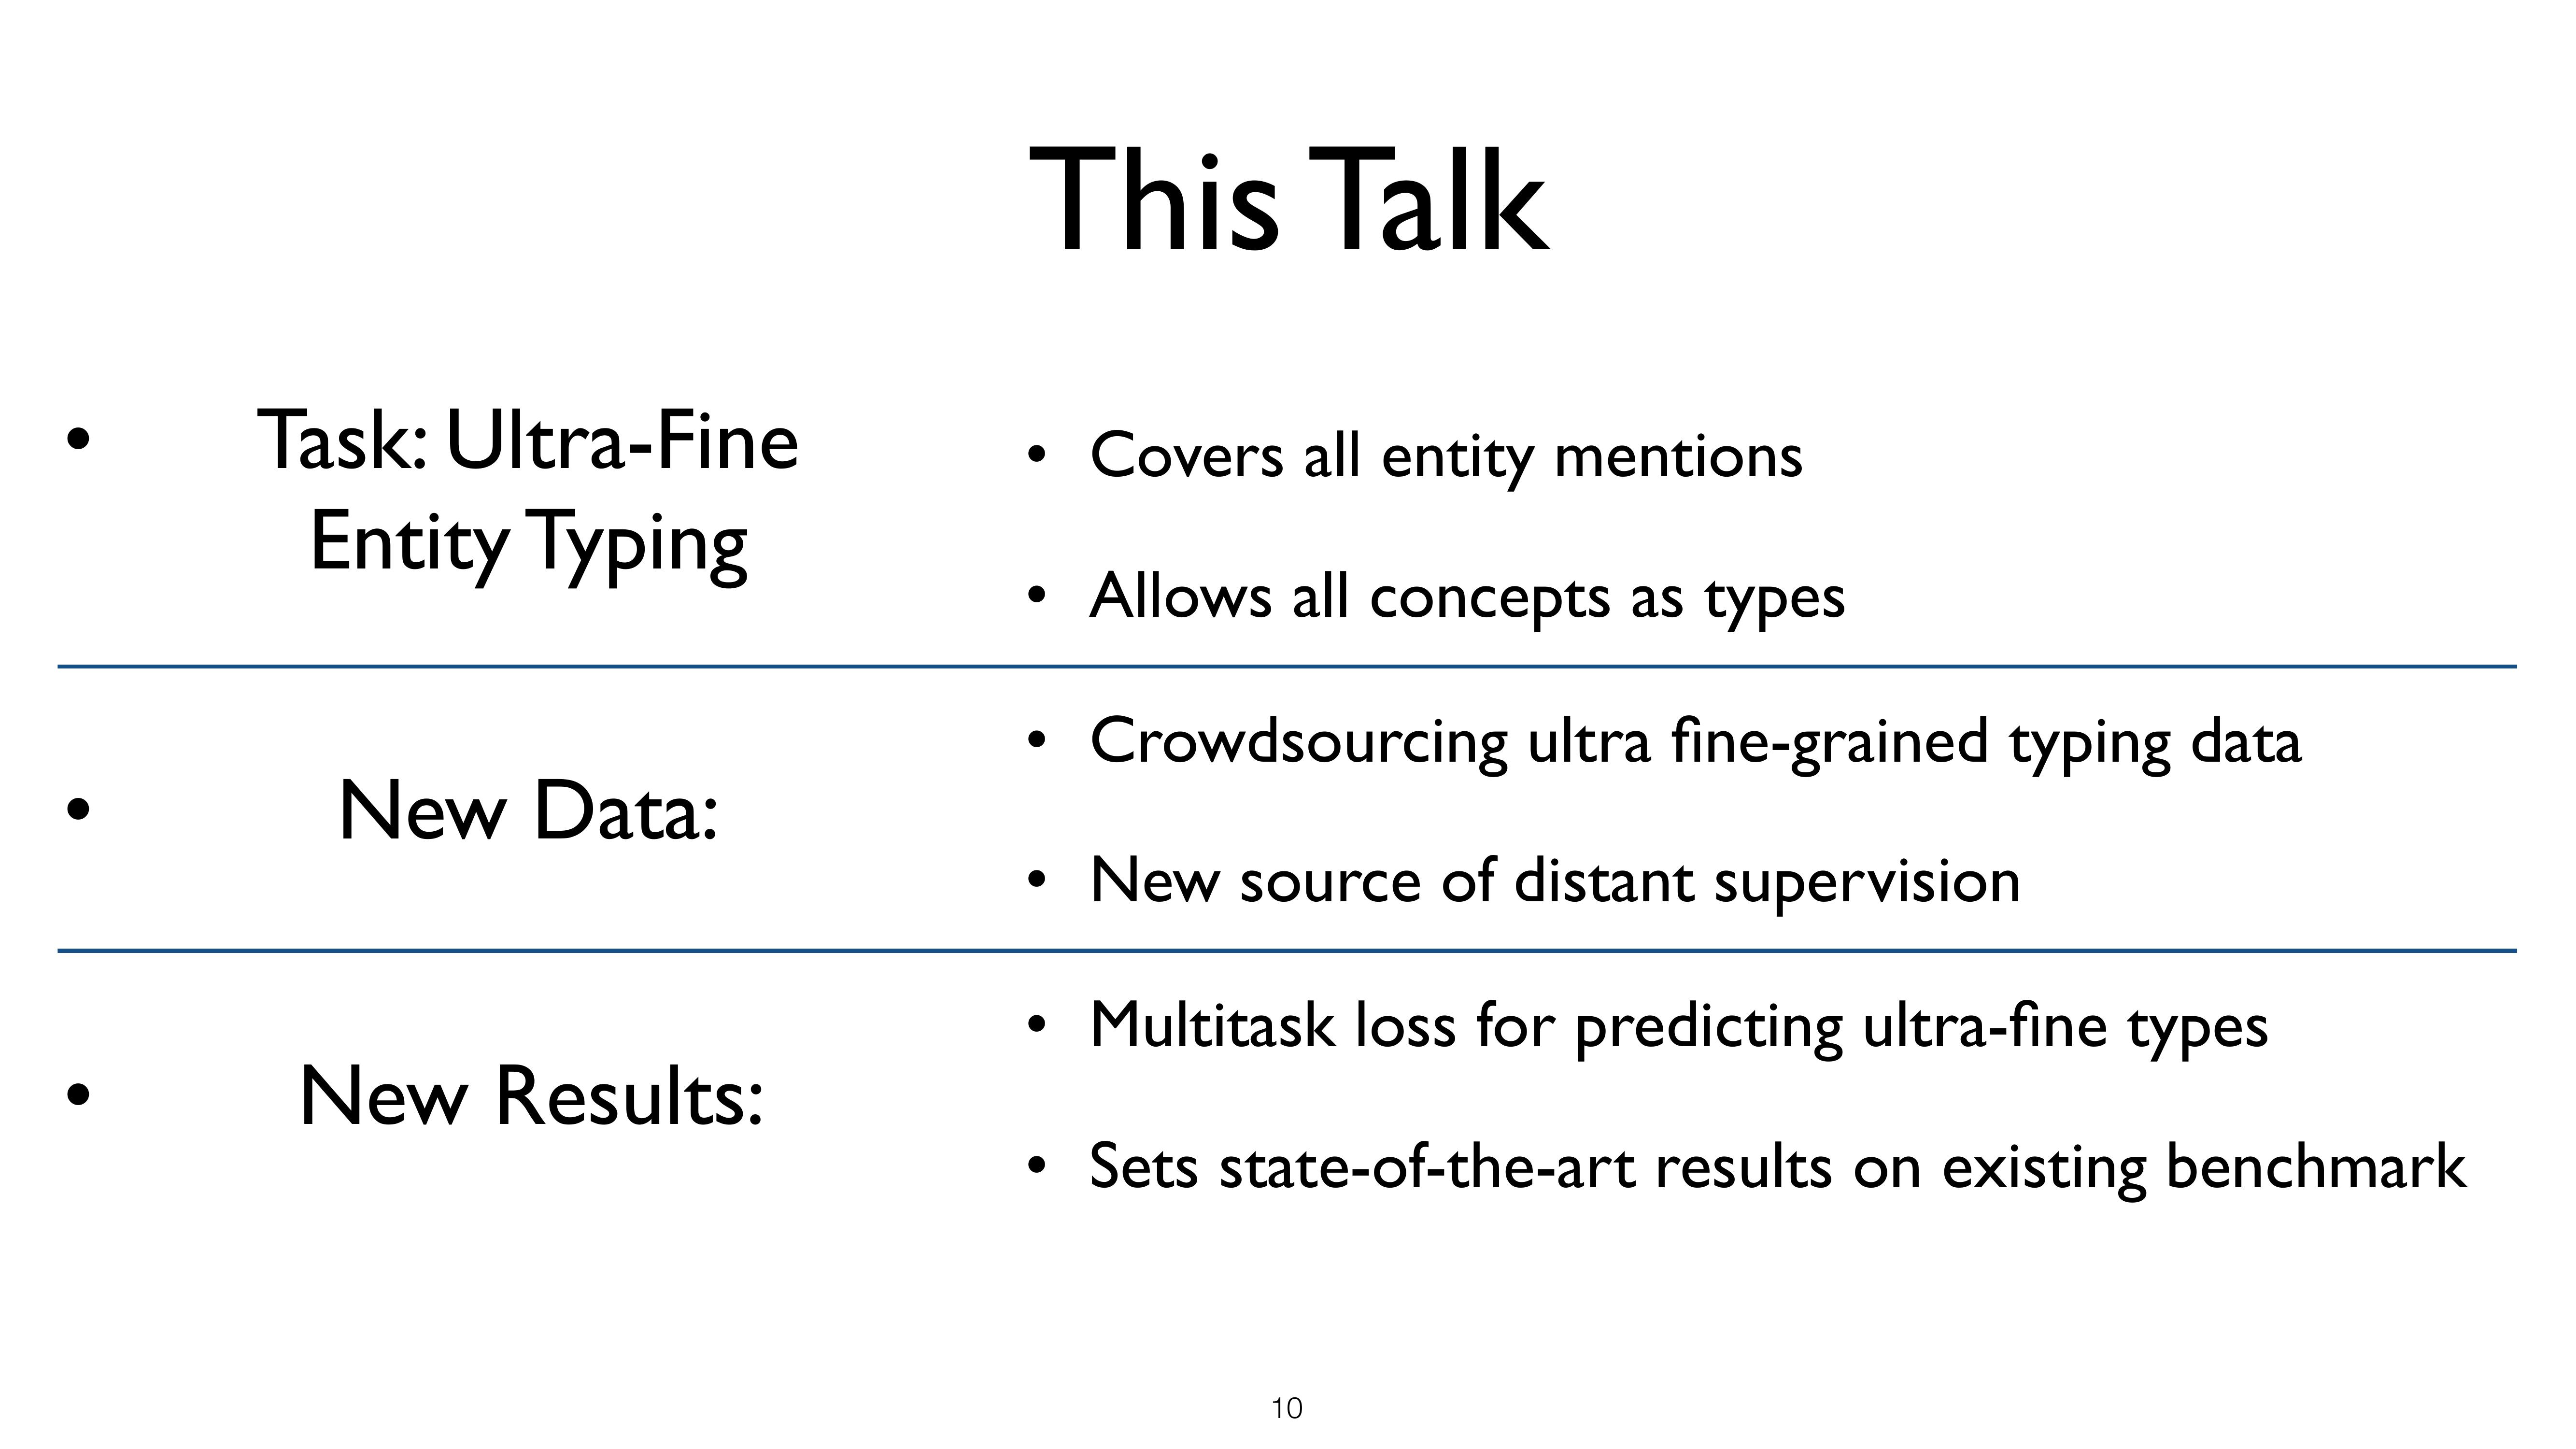 This Talk
• Task: Ultra-Fine
Entity Typing
• Covers all entity mentions
• Allows all concepts as types
• New Data:
• Crowdsourcing ultra fine-grained typing data
• New source of distant supervision
• New Results:
• Multitask loss for predicting ultra-fine types
• Sets state-of-the-art results on existing benchmark
10